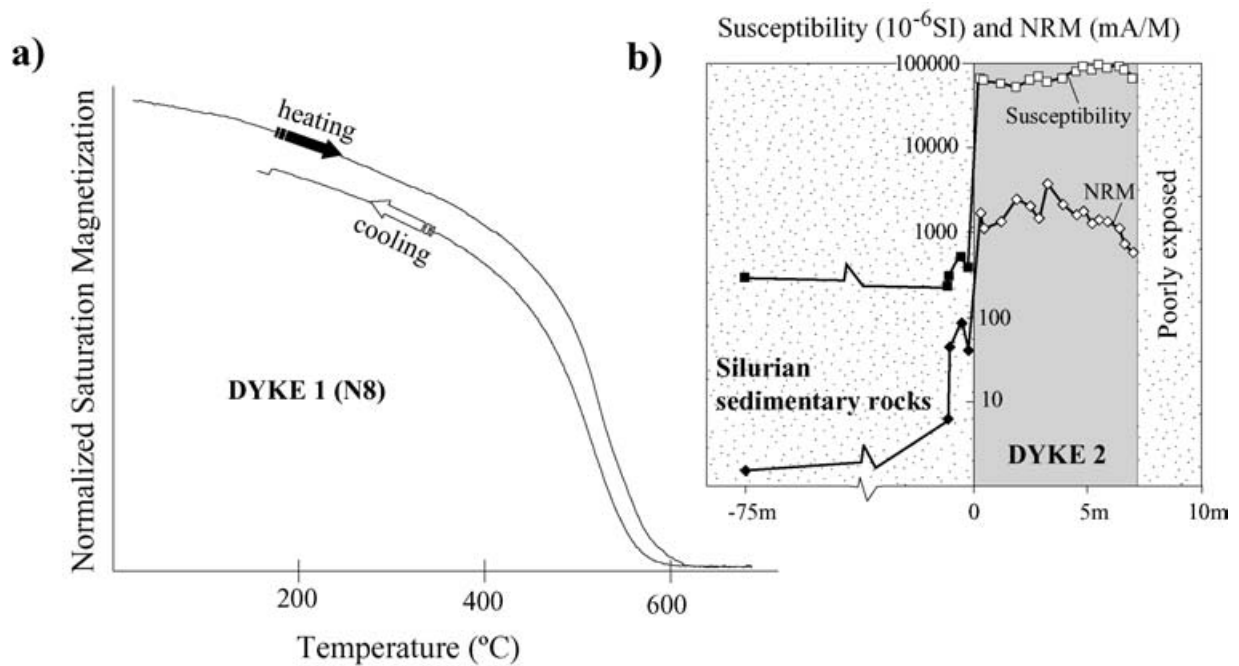 a)
Normalized Saturation Magnetization
heating
cooling
DYKE 1 (N8)
200
400
600
Temperature (ºC)
b)
Susceptibility (10-6SI) and NRM (mA/M)
100000
Susceptibility
10000
NRM
1000
100
10
Silurian
sedimentary rocks
DYKE 2
Poorly exposed
-75m
0
5m
10m